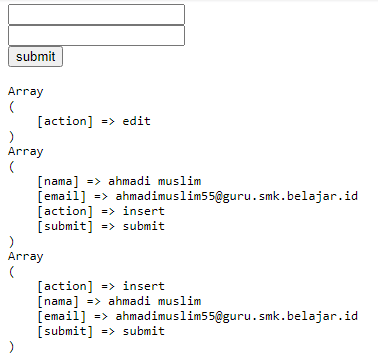 submit
Array
(
    [action] => edit
)
Array
(
    [nama] => ahmadi muslim
    [email] => ahmadimuslim55@guru.smk.belajar.id
    [action] => insert
    [submit] => submit
)
Array
(
    [action] => insert
    [nama] => ahmadi muslim
    [email] => ahmadimuslim55@guru.smk.belajar.id
    [submit] => submit
)